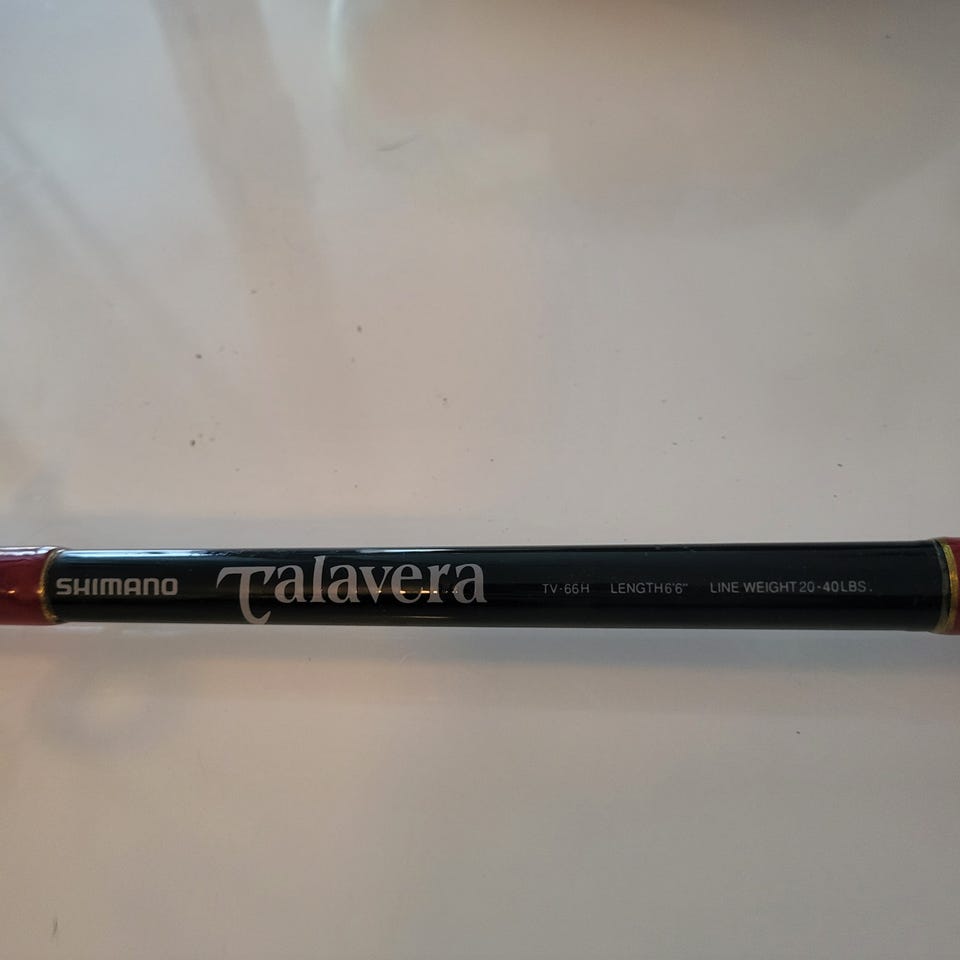 SHIMANO Talavera TV-66H LENGTH 6'6" LINE WEIGHT 20-40 LBS.